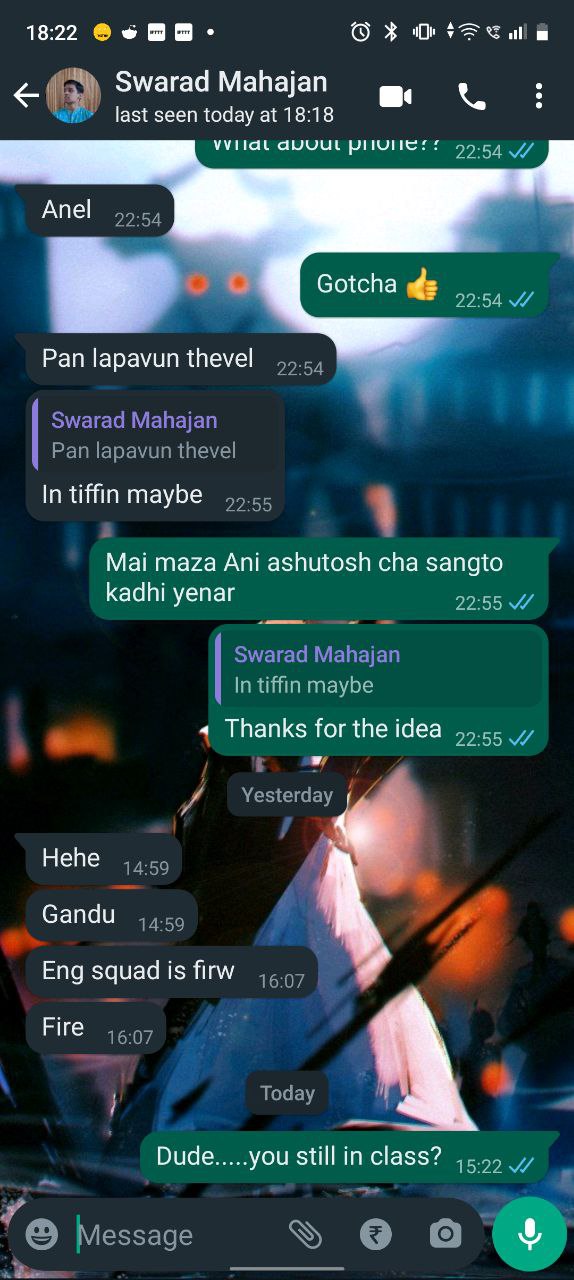 18:22
Swarad Mahajan
last seen today at 18:18
What about phone?? 22:54
Anel 22:54
Gotcha 👍 22:54
Pan lapavun thevel 22:54
Swarad Mahajan
Pan lapavun thevel
In tiffin maybe 22:55
Mai maza Ani ashutosh cha sangto
kadhi yenar 22:55
Swarad Mahajan
In tiffin maybe
Thanks for the idea 22:55
Yesterday
Hehe 14:59
Gandu 14:59
Eng squad is firw 16:07
Fire 16:07
Today
Dude.....you still in class? 15:22
Message